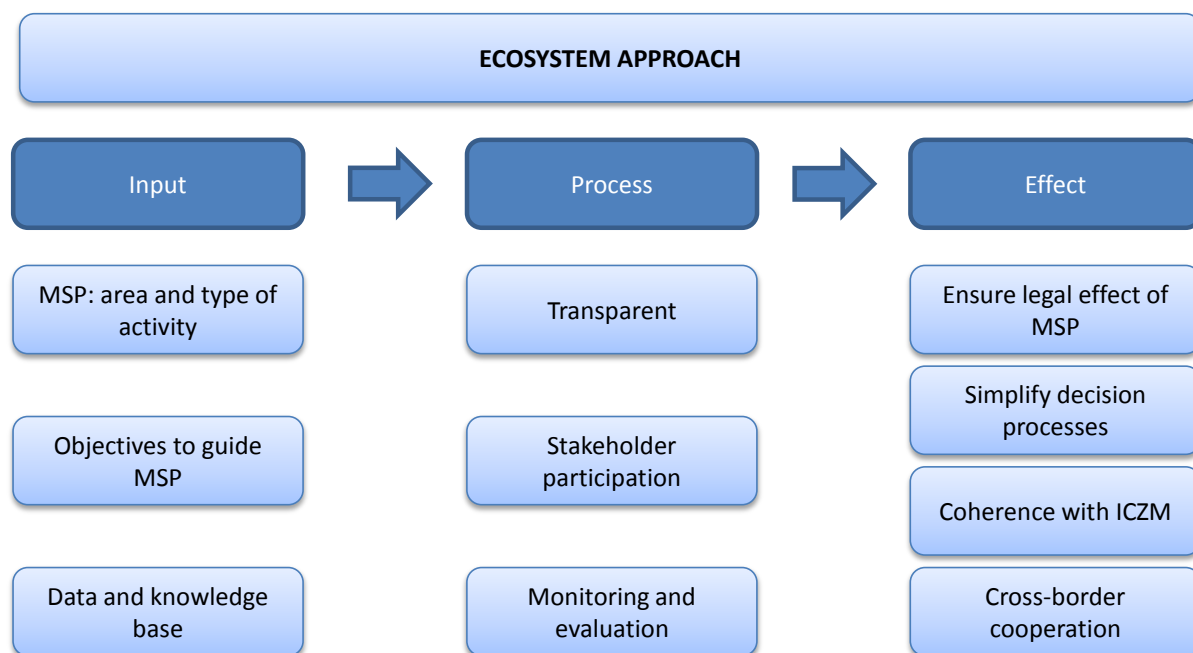 ECOSYSTEM APPROACH
Input
Process
Effect
MSP: area and type of
activity
Transparent
Ensure legal effect of
MSP
Simplify decision
processes
Objectives to guide
MSP
Stakeholder
participation
Coherence with ICZM
Data and knowledge
base
Monitoring and
evaluation
Cross-border
cooperation